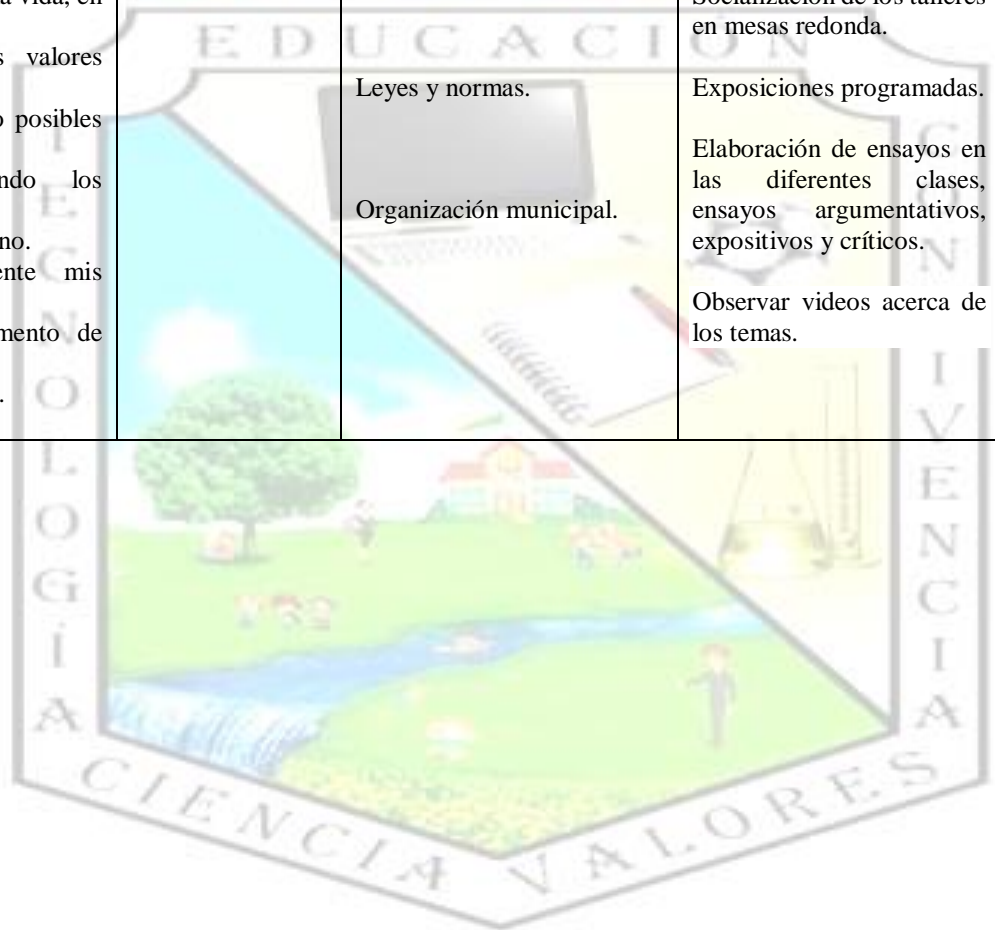 a vida, en
s valores
o posibles
ndo los
no.
ente mis
mento de
.
Leyes y normas.
Organización municipal.
Socialización de los talleres
en mesas redonda.
Exposiciones programadas.
Elaboración de ensayos en
las diferentes clases,
ensayos argumentativos,
expositivos y críticos.
Observar videos acerca de
los temas.
EDUCACIÓN
TECNOLOGÍA
CONVIVENCIA
CIENCIA VALORES